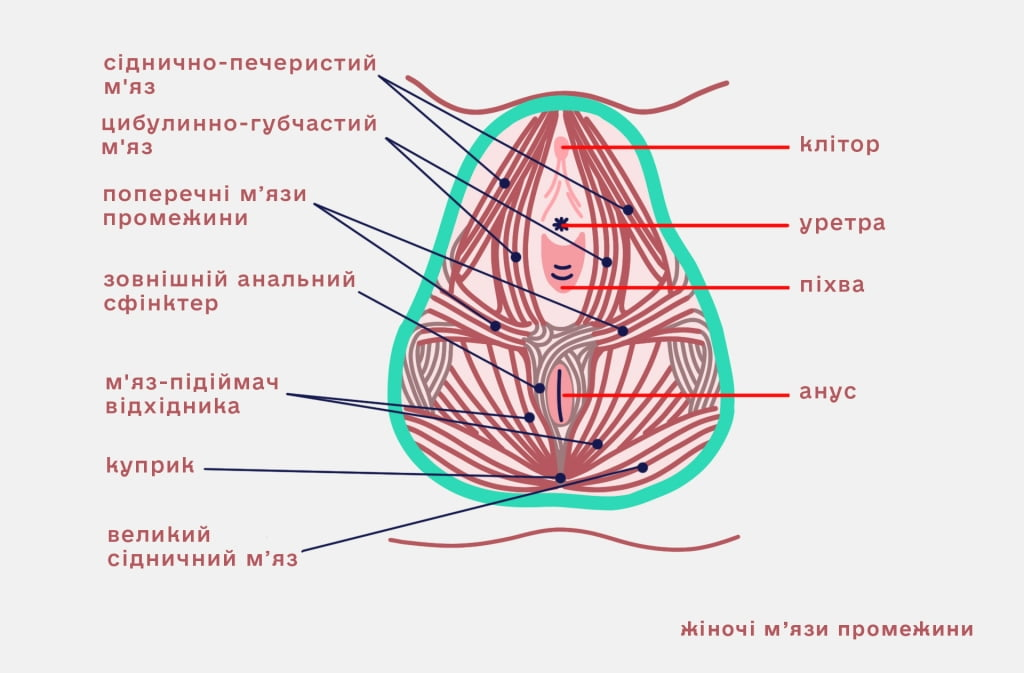 сіднично-печеристий
м'яз
цибулинно-губчастий
м'яз
поперечні м’язи
промежини
зовнішній анальний
сфінктер
м'яз-підіймач
відхідника
куприк
великий
сідничний м’яз
клітор
уретра
піхва
анус
жіночі м’язи промежини